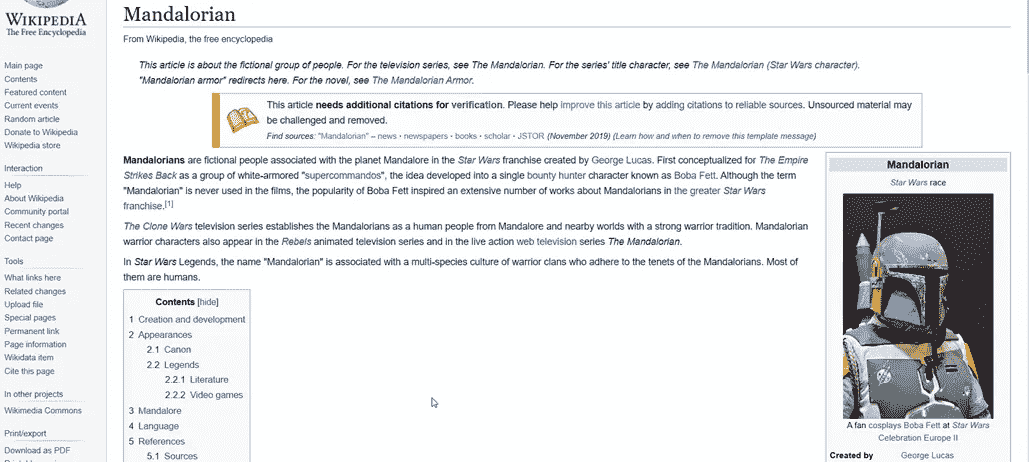 Mandalorian
WIKIPEDIA
The Free Encyclopedia
From Wikipedia, the free encyclopedia
Main page
Contents
Featured content
Current events
Random article
Donate to Wikipedia
Wikipedia store
Interaction
Help
About Wikipedia
Community portal
Recent changes
Contact page
Tools
What links here
Related changes
Upload file
Special pages
Permanent link
Page information
Wikidata item
Cite this page
In other projects
Wikimedia Commons
Print/export
Download as PDF
This article is about the fictional group of people. For the television series, see The Mandalorian. For the series' title character, see The Mandalorian (Star Wars character).
"Mandalorian armor" redirects here. For the novel, see The Mandalorian Armor.
This article needs additional citations for verification. Please help improve this article by adding citations to reliable sources. Unsourced material may
be challenged and removed.
Find sources: "Mandalorian" – news · newspapers · books · scholar · JSTOR (November 2019) (Learn how and when to remove this template message)
Mandalorians are fictional people associated with the planet Mandalore in the Star Wars franchise created by George Lucas. First conceptualized for The Empire
Strikes Back as a group of white-armored "supercommandos", the idea developed into a single bounty hunter character known as Boba Fett. Although the term
"Mandalorian" is never used in the films, the popularity of Boba Fett inspired an extensive number of works about Mandalorians in the greater Star Wars
franchise.[1]
The Clone Wars television series establishes the Mandalorians as a human people from Mandalore and nearby worlds with a strong warrior tradition. Mandalorian
warrior characters also appear in the Rebels animated television series and in the live action web television series The Mandalorian.
In Star Wars Legends, the name "Mandalorian" is associated with a multi-species culture of warrior clans who adhere to the tenets of the Mandalorians. Most of
them are humans.
Contents [hide]
1 Creation and development
2 Appearances
2.1 Canon
2.2 Legends
2.2.1 Literature
2.2.2 Video games
3 Mandalore
4 Language
5 References
5.1 Sources
Mandalorian
Star Wars race
A fan cosplays Boba Fett at Star Wars
Celebration Europe II
Created by George Lucas